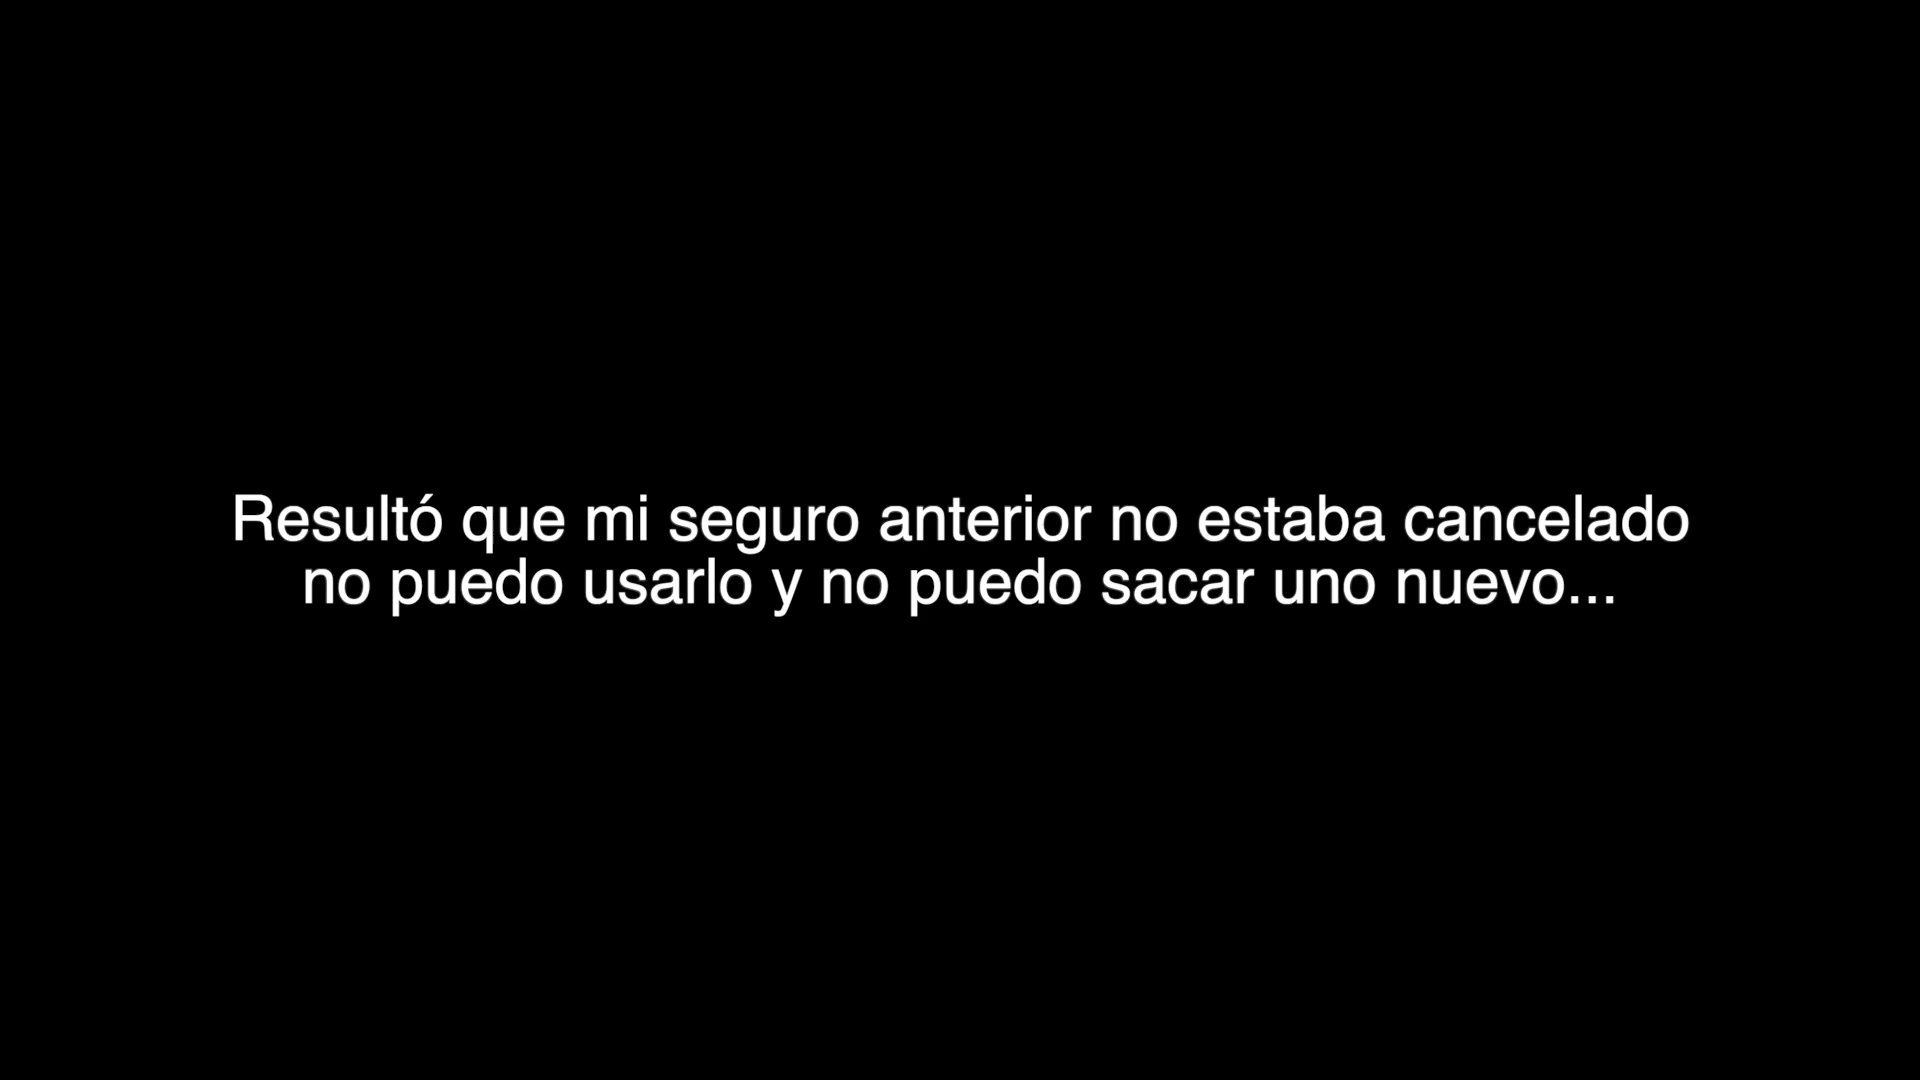 Resultó que mi seguro anterior no estaba cancelado
no puedo usarlo y no puedo sacar uno nuevo...